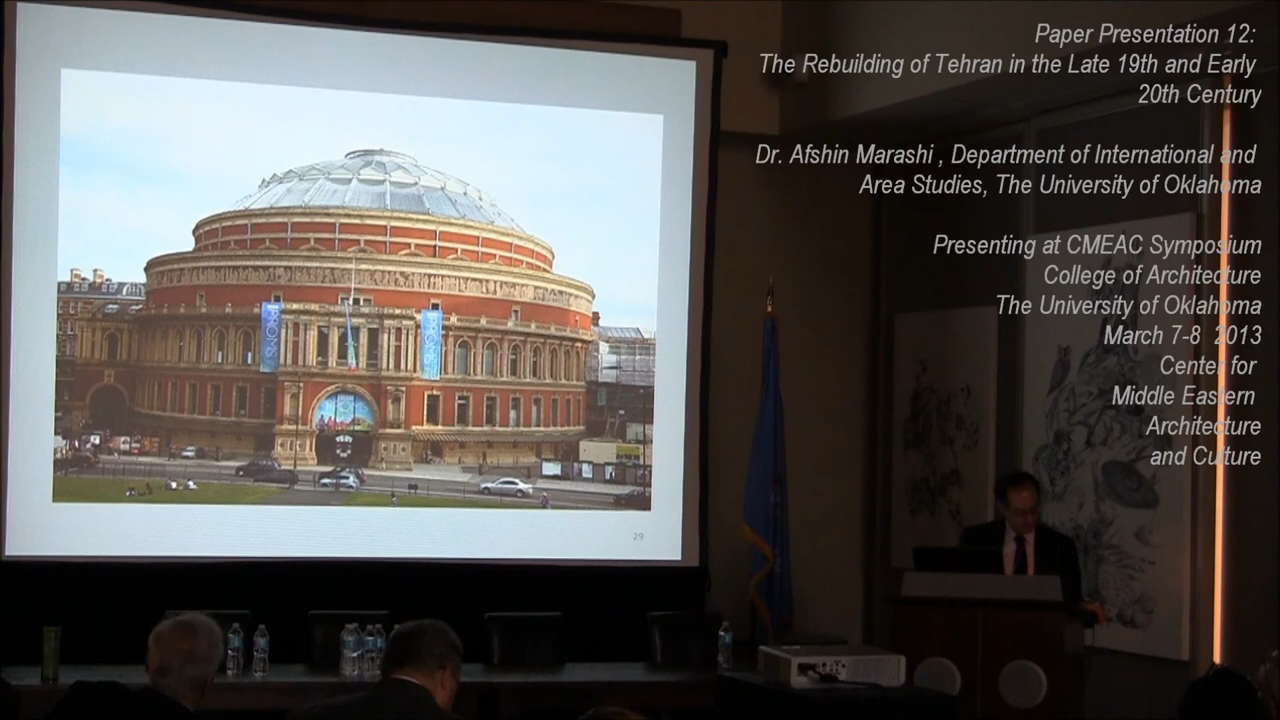 Paper Presentation 12:
The Rebuilding of Tehran in the Late 19th and Early
20th Century
Dr. Afshin Marashi , Department of International and
Area Studies, The University of Oklahoma
Presenting at CMEAC Symposium
College of Architecture
The University of Oklahoma
March 7-8 2013
Center for
Middle Eastern
Architecture
and Culture
PROMS
PROMS
29